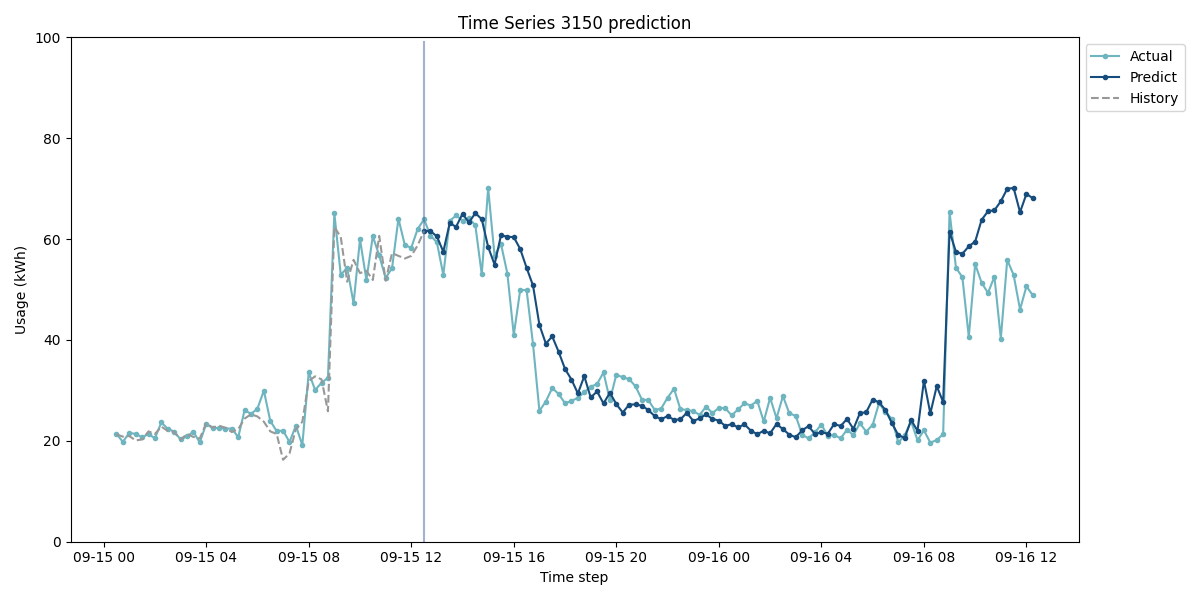 Time Series 3150 prediction
100
80
60
40
20
0
Usage (kWh)
09-15 00
09-15 04
09-15 08
09-15 12
09-15 16
09-15 20
09-16 00
09-16 04
09-16 08
09-16 12
Time step
Actual
Predict
History